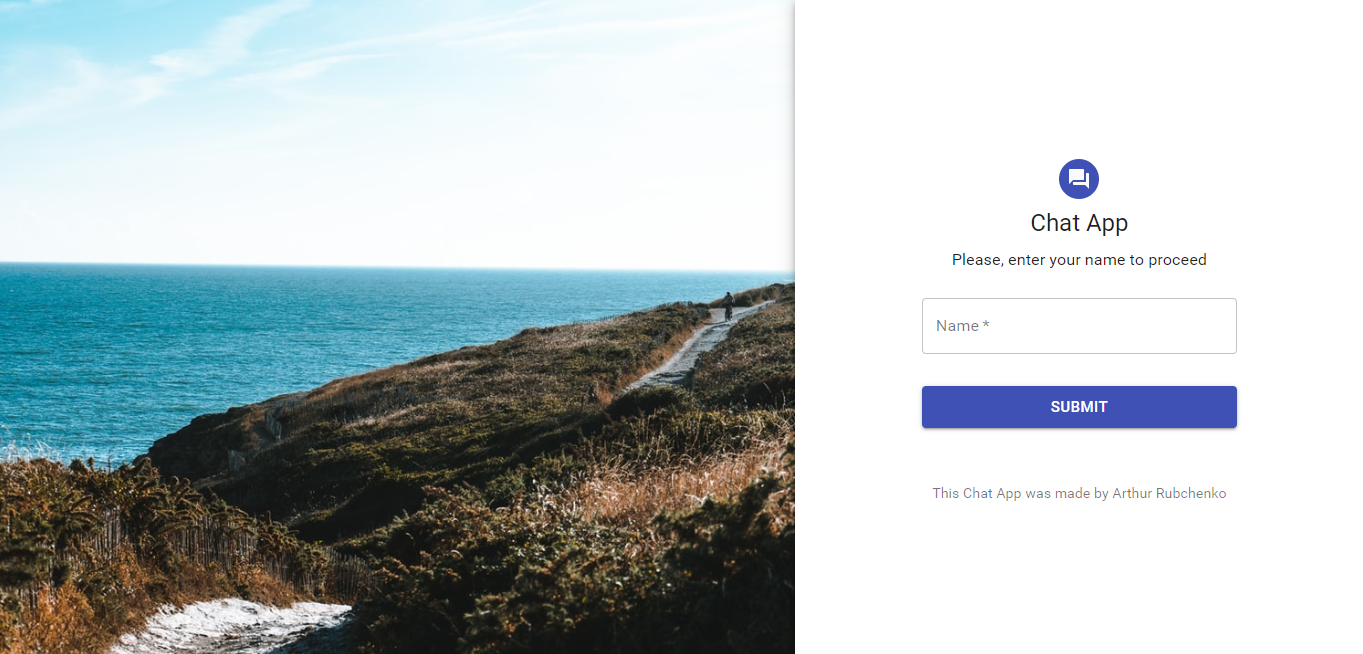 Chat App
Please, enter your name to proceed
Name *
SUBMIT
This Chat App was made by Arthur Rubchenko